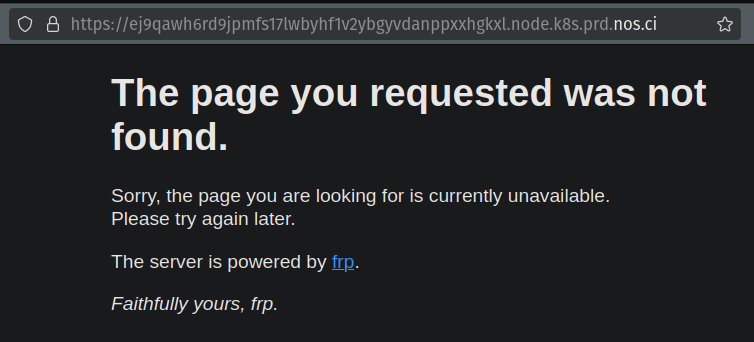 https://ej9qawh6rd9jpmfs17lwbyhf1v2ybgyvdanppxxhgkxl.node.k8s.prd.nos.ci
The page you requested was not
found.
Sorry, the page you are looking for is currently unavailable.
Please try again later.
The server is powered by frp.
Faithfully yours, frp.